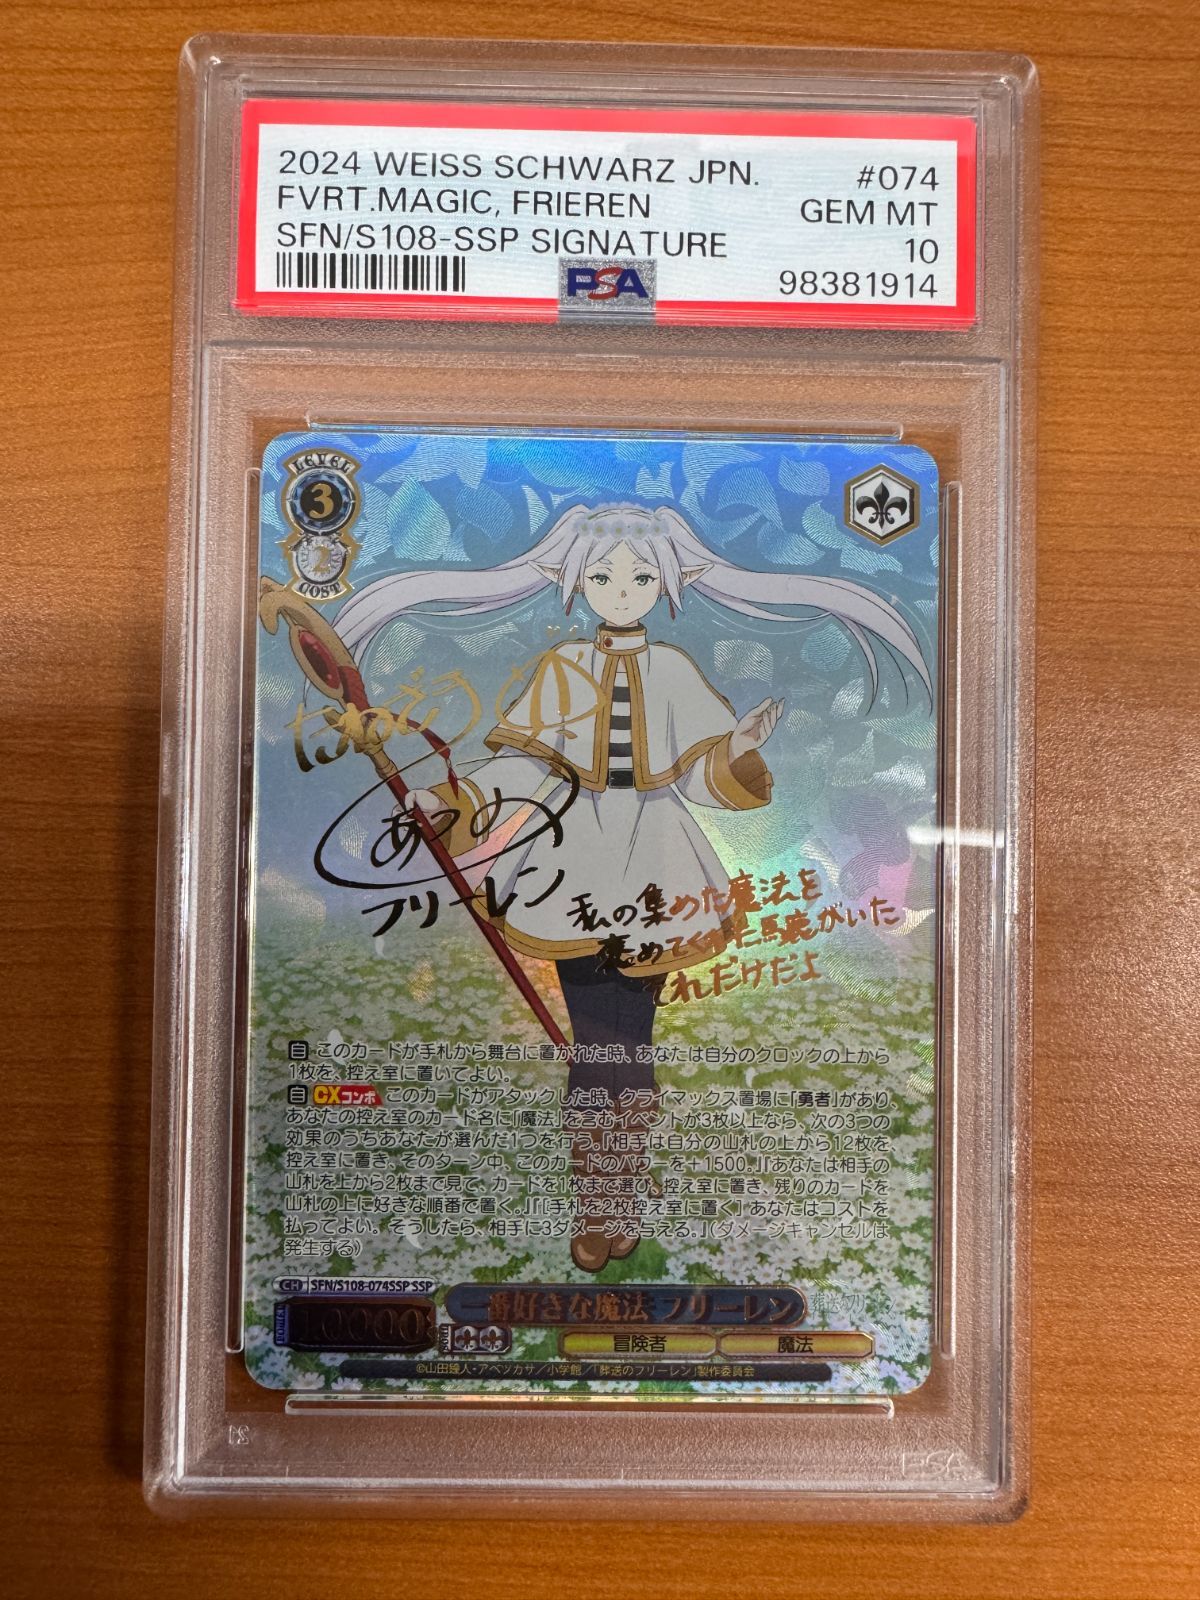 2024 WEISS SCHWARZ JPN. #074
FVRT.MAGIC, FRIEREN GEM MT
SFN/S108-SSP SIGNATURE 10
PSA 98381914
LEVEL
3
2
COST
たねざき
あつみ
フリーレン
私の集めた魔法を
褒めてくれた馬鹿がいた
それだけだよ
自 このカードが手札から舞台に置かれた時、あなたは自分のクロックの上から
1枚を、控え室に置いてよい。
自 CXコンボ このカードがアタックした時、クライマックス置場に「勇者」があり、
あなたの控え室のカード名に「魔法」を含むイベントが3枚以上なら、次の3つの
効果のうちあなたが選んだ1つを行う。『相手は自分の山札の上から12枚を
控え室に置き、そのターン中、このカードのパワーを+1500。』『あなたは相手の
山札を上から2枚まで見て、カードを1枚まで選び、控え室に置き、残りのカードを
山札の上に好きな順番で置く。』『［手札を2枚控え室に置く］あなたはコストを
払ってよい。そうしたら、相手に3ダメージを与える。』（ダメージキャンセルは
発生する）
CH SFN/S108-074SSP SSP
一番好きな魔法 フリーレン 葬送のフリーレン
10000
冒険者 魔法
©山田鐘人・アベツカサ／小学館／「葬送のフリーレン」製作委員会
PSA